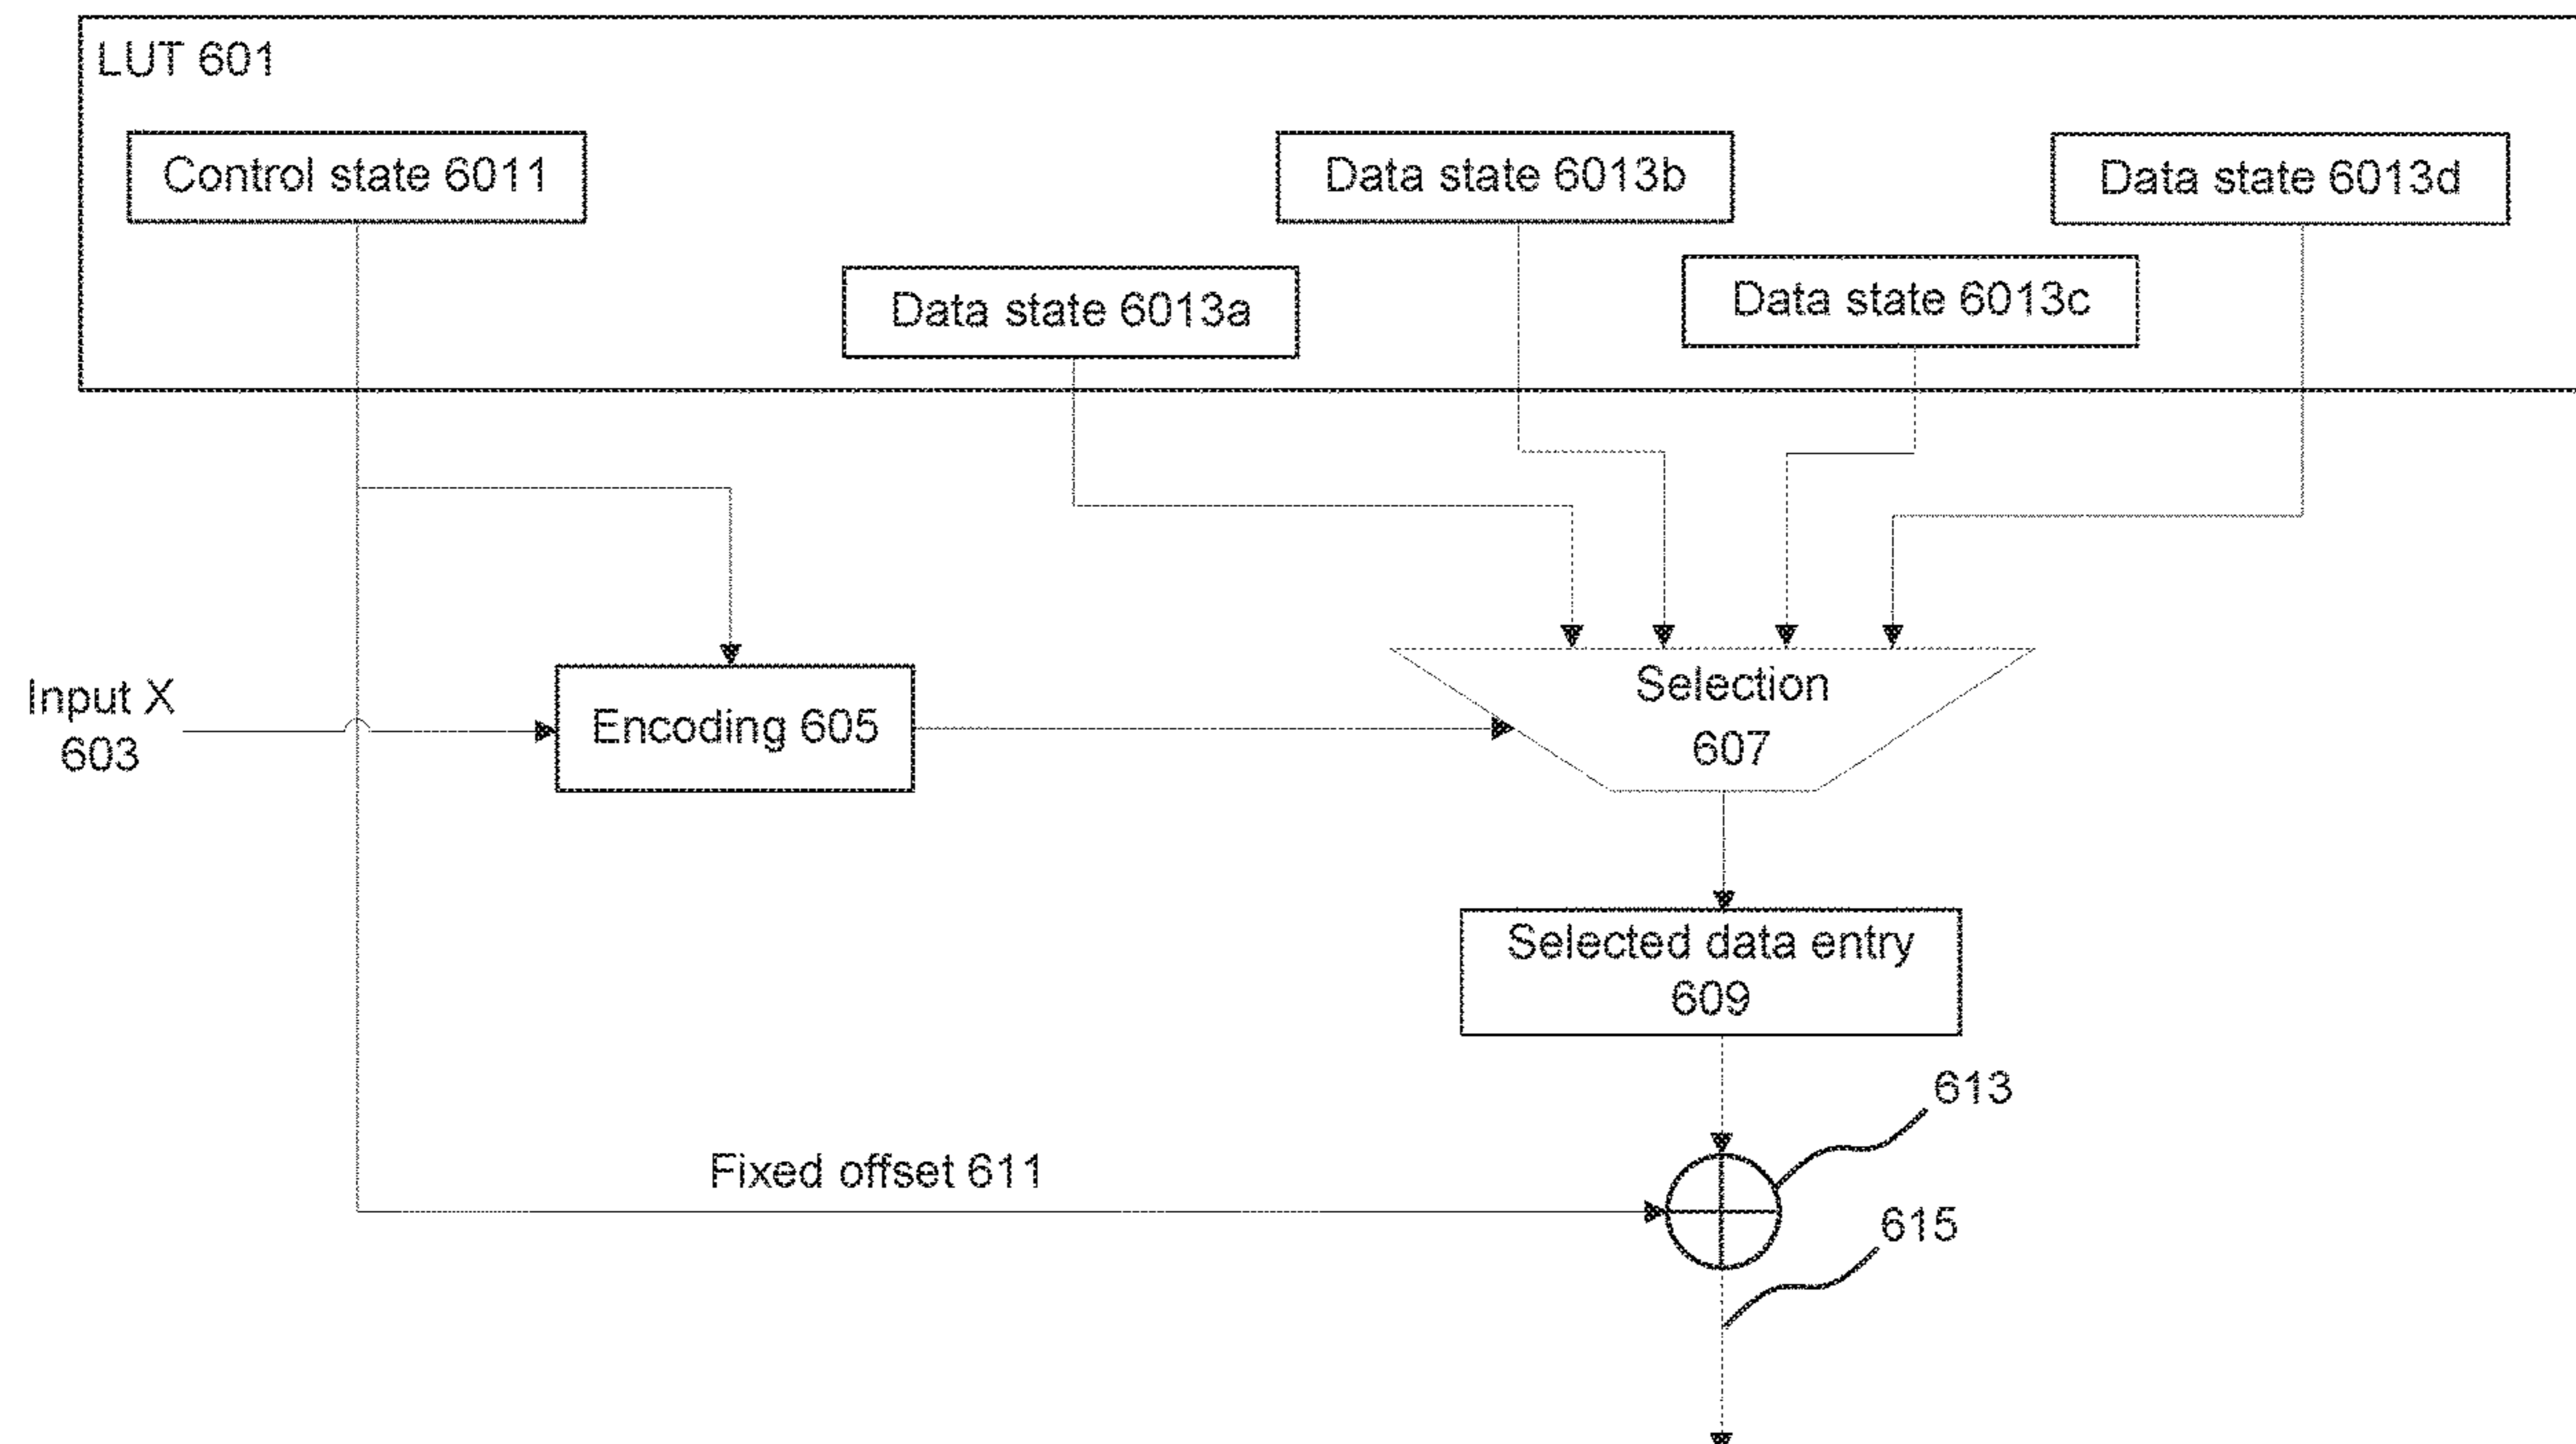 LUT 601
Control state 6011
Data state 6013b
Data state 6013d
Data state 6013a
Data state 6013c
Input X
603
Encoding 605
Selection
607
Selected data entry
609
613
Fixed offset 611
615